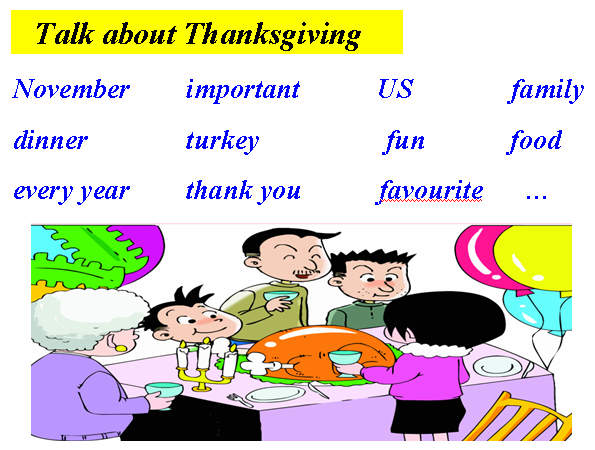 Talk about Thanksgiving
November important US family
dinner turkey fun food
every year thank you favourite ...